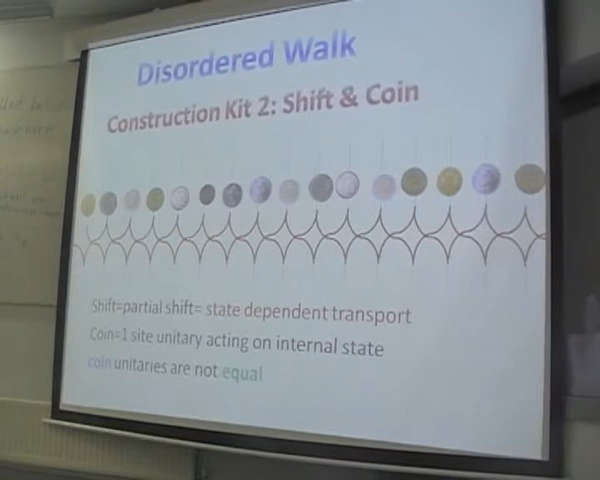 Disordered Walk
Construction Kit 2: Shift & Coin
Shift=partial shift= state dependent transport
Coin=1 site unitary acting on internal state
coin unitaries are not equal